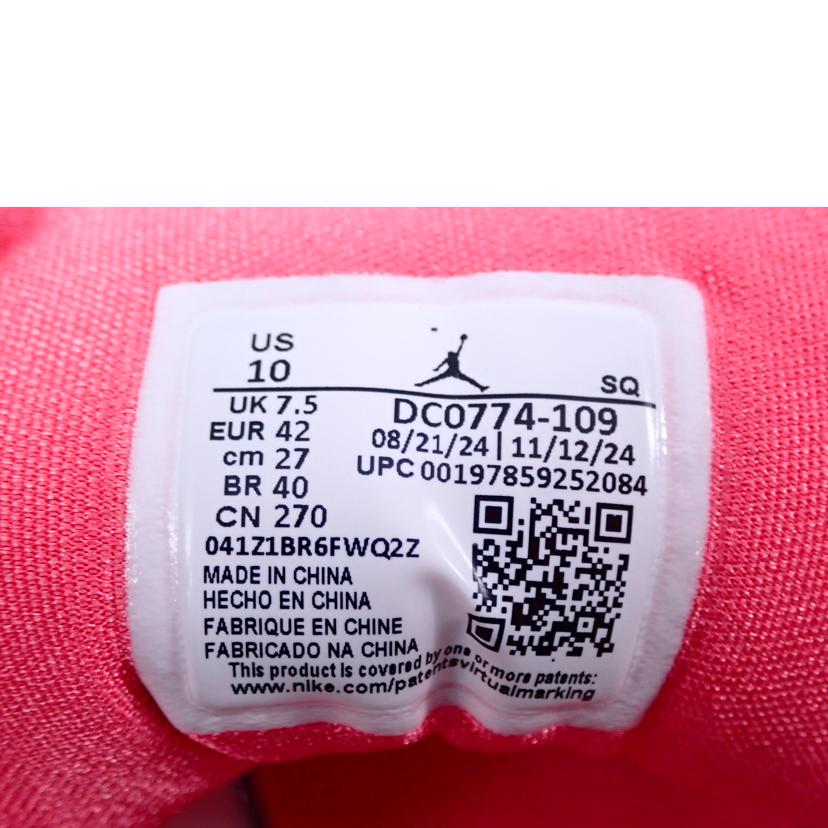 US
10
SQ
UK 7.5
EUR 42
cm 27
BR 40
CN 270
DC0774-109
08/21/24 | 11/12/24
UPC 00197859252084
041Z1BR6FWQ2Z
MADE IN CHINA
HECHO EN CHINA
FABRIQUE EN CHINE
FABRICADO NA CHINA
This product is covered by one or more patents:
www.nike.com/patentsvirtualmarking